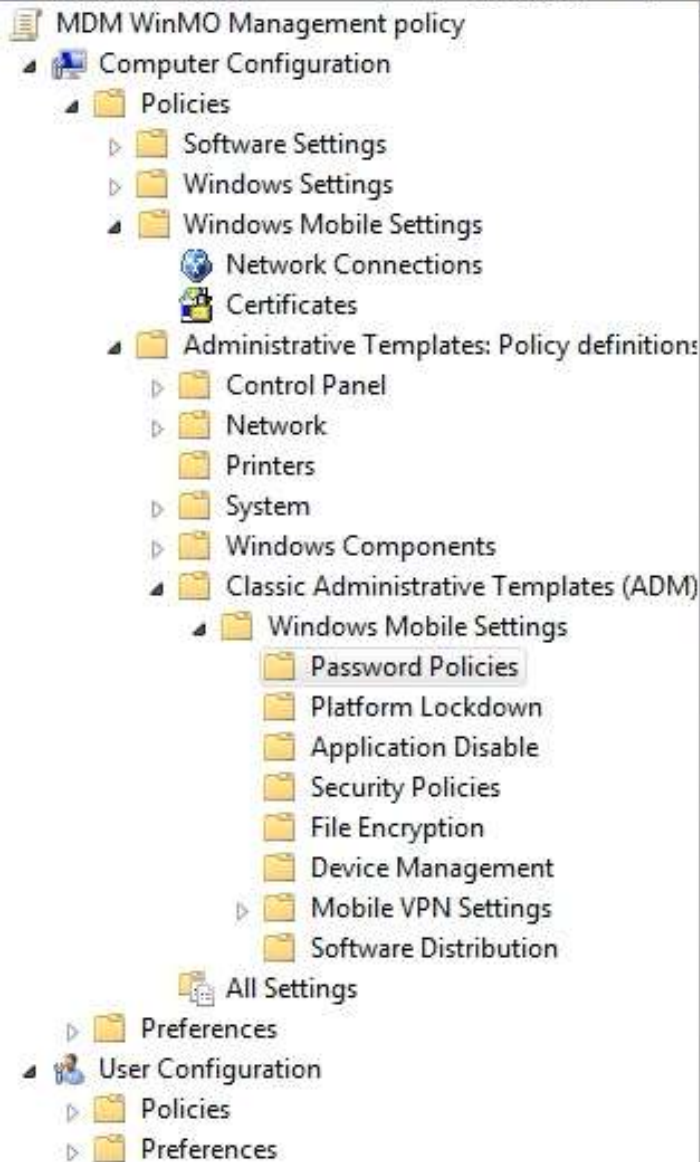 MDM WinMO Management policy
Computer Configuration
Policies
Software Settings
Windows Settings
Windows Mobile Settings
Network Connections
Certificates
Administrative Templates: Policy definitions
Control Panel
Network
Printers
System
Windows Components
Classic Administrative Templates (ADM)
Windows Mobile Settings
Password Policies
Platform Lockdown
Application Disable
Security Policies
File Encryption
Device Management
Mobile VPN Settings
Software Distribution
All Settings
Preferences
User Configuration
Policies
Preferences